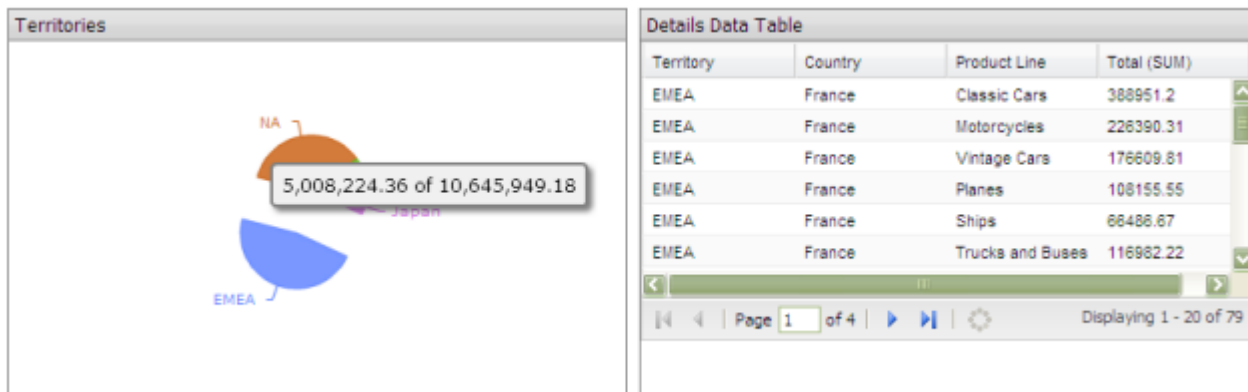 Territories
NA
5,008,224.36 of 10,645,949.18
Japan
EMEA
Details Data Table
Territory Country Product Line Total (SUM)
EMEA France Classic Cars 388951.2
EMEA France Motorcycles 226390.31
EMEA France Vintage Cars 176609.81
EMEA France Planes 108155.55
EMEA France Ships 66486.67
EMEA France Trucks and Buses 116982.22
Page 1 of 4 Displaying 1 - 20 of 79